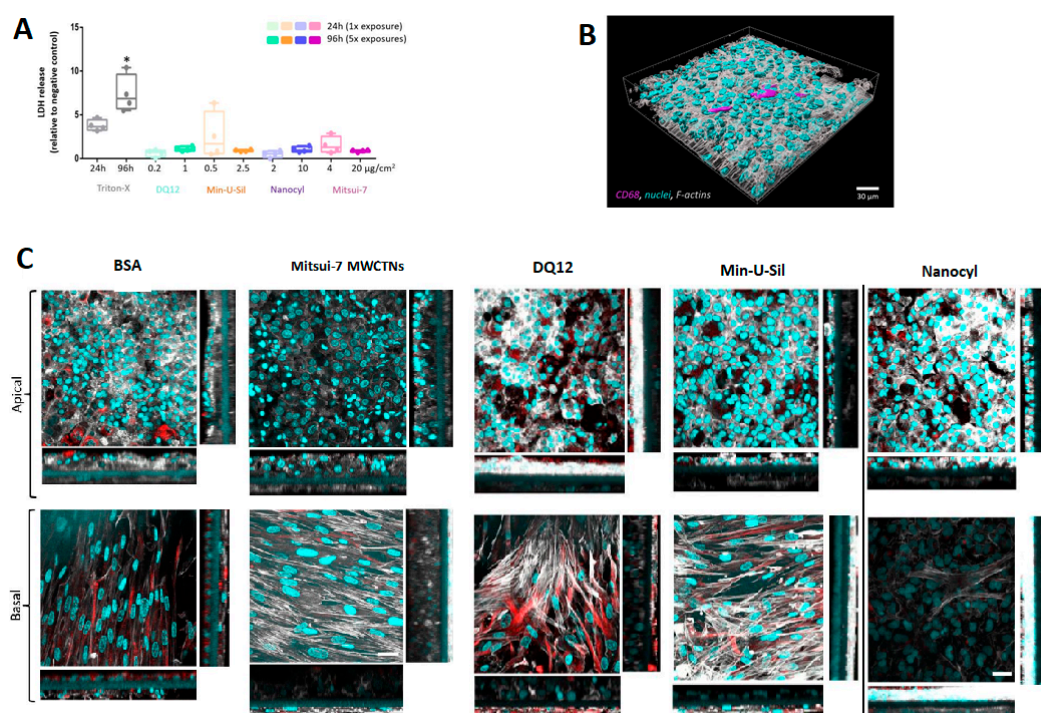 A
LDH release
(relative to negative control)
15
10
5
0
*
24h (1x exposure)
96h (5x exposures)
24h 96h 0.2 1 0.5 2.5 2 10 4 20 µg/cm²
Triton-X DQ12 Min-U-Sil Nanocyl Mitsui-7
B
CD68, nuclei, F-actins
30 µm
C
BSA Mitsui-7 MWCTNs DQ12 Min-U-Sil Nanocyl
Apical
Basal